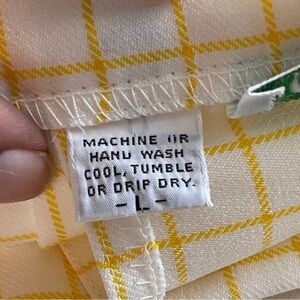 MACHINE OR
HAND WASH
COOL, TUMBLE
OR DRIP DRY.
- L -